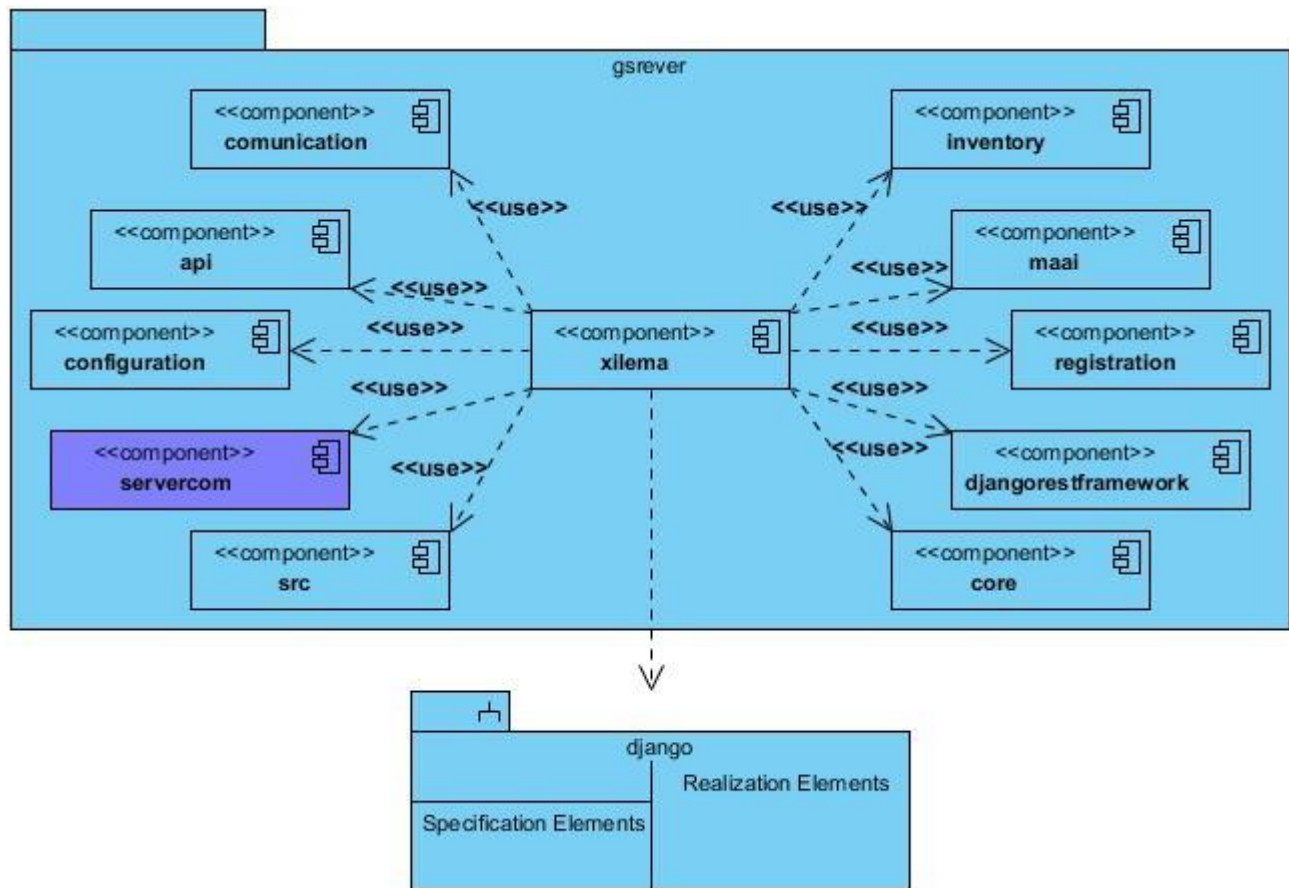 gsrever
<<component>>
comunication
<<component>>
inventory
<<use>>
<<use>>
<<component>>
api
<<component>>
maai
<<use>>
<<use>>
<<component>>
configuration
<<use>>
<<component>>
xilema
<<use>>
<<component>>
registration
<<use>>
<<use>>
<<component>>
servercom
<<component>>
djangorestframework
<<use>>
<<use>>
<<component>>
src
<<component>>
core
django
Realization Elements
Specification Elements